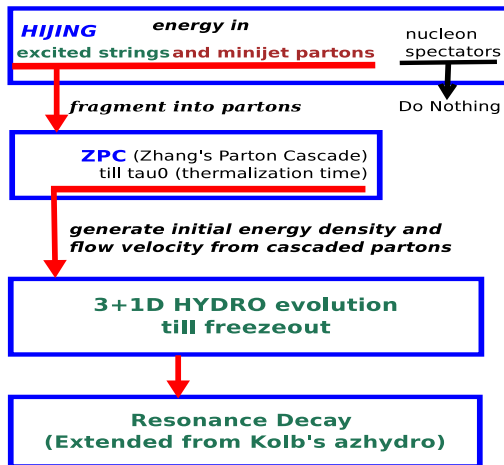 HIJING energy in
excited strings and minijet partons
nucleon
spectators
Do Nothing
fragment into partons
ZPC (Zhang's Parton Cascade)
till tau0 (thermalization time)
generate initial energy density and
flow velocity from cascaded partons
3+1D HYDRO evolution
till freezeout
Resonance Decay
(Extended from Kolb's azhydro)